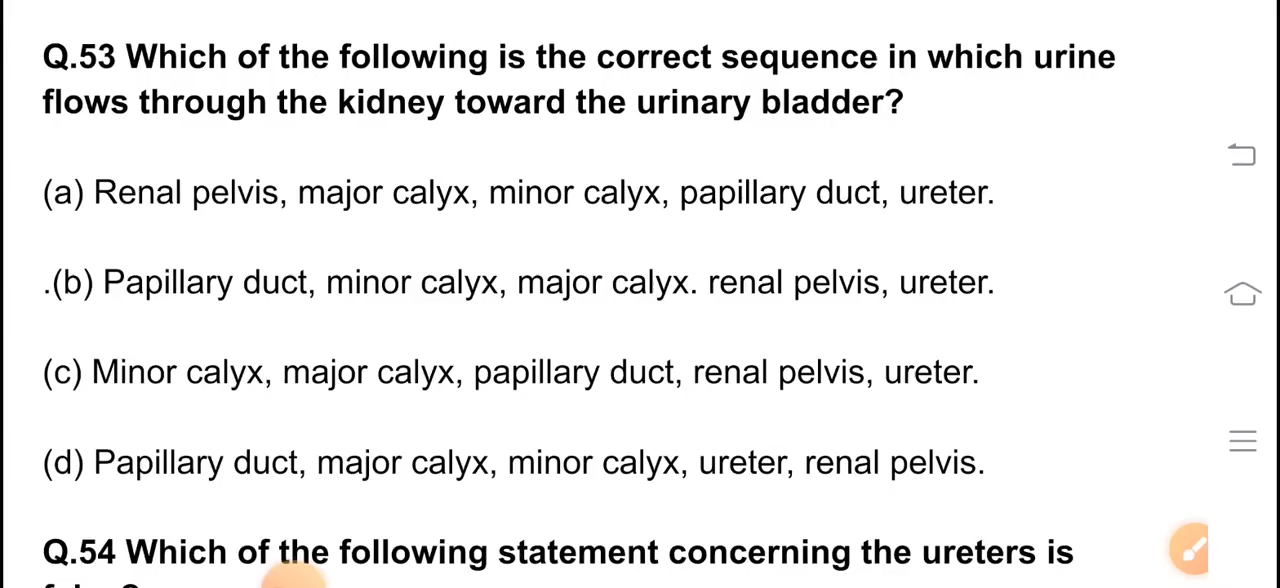 Q.53 Which of the following is the correct sequence in which urine
flows through the kidney toward the urinary bladder?
(a) Renal pelvis, major calyx, minor calyx, papillary duct, ureter.
.(b) Papillary duct, minor calyx, major calyx. renal pelvis, ureter.
(c) Minor calyx, major calyx, papillary duct, renal pelvis, ureter.
(d) Papillary duct, major calyx, minor calyx, ureter, renal pelvis.
Q.54 Which of the following statement concerning the ureters is